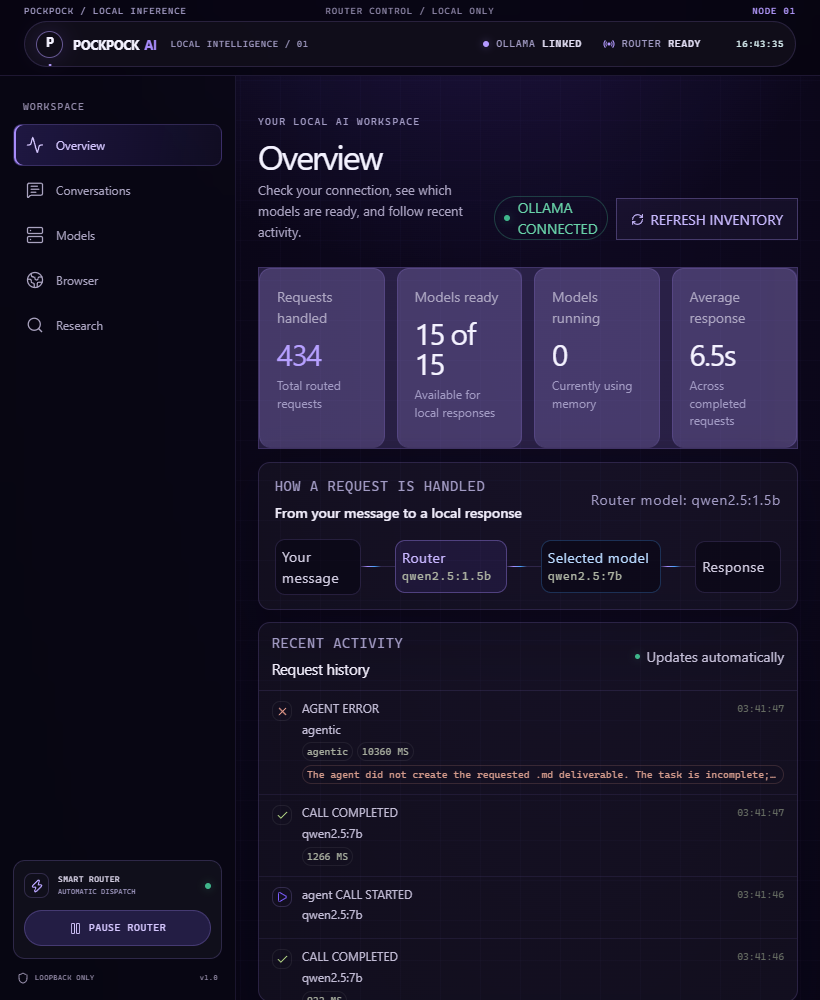 POCKPOCK / LOCAL INFERENCE
ROUTER CONTROL / LOCAL ONLY
NODE 01
P
POCKPOCK AI
LOCAL INTELLIGENCE / 01
OLLAMA LINKED
ROUTER READY
16:43:35
WORKSPACE
Overview
Conversations
Models
Browser
Research
SMART ROUTER
AUTOMATIC DISPATCH
PAUSE ROUTER
LOOPBACK ONLY
v1.0
YOUR LOCAL AI WORKSPACE
Overview
Check your connection, see which
models are ready, and follow recent
activity.
OLLAMA
CONNECTED
REFRESH INVENTORY
Requests
handled
434
Total routed
requests
Models ready
15 of
15
Available for
local responses
Models
running
0
Currently using
memory
Average
response
6.5s
Across
completed
requests
HOW A REQUEST IS HANDLED
From your message to a local response
Router model: qwen2.5:1.5b
Your
message
Router
qwen2.5:1.5b
Selected model
qwen2.5:7b
Response
RECENT ACTIVITY
Request history
Updates automatically
AGENT ERROR
03:41:47
agentic
agentic
10360 MS
The agent did not create the requested .md deliverable. The task is incomplete;…
CALL COMPLETED
03:41:47
qwen2.5:7b
1266 MS
agent CALL STARTED
03:41:46
qwen2.5:7b
CALL COMPLETED
03:41:46
qwen2.5:7b